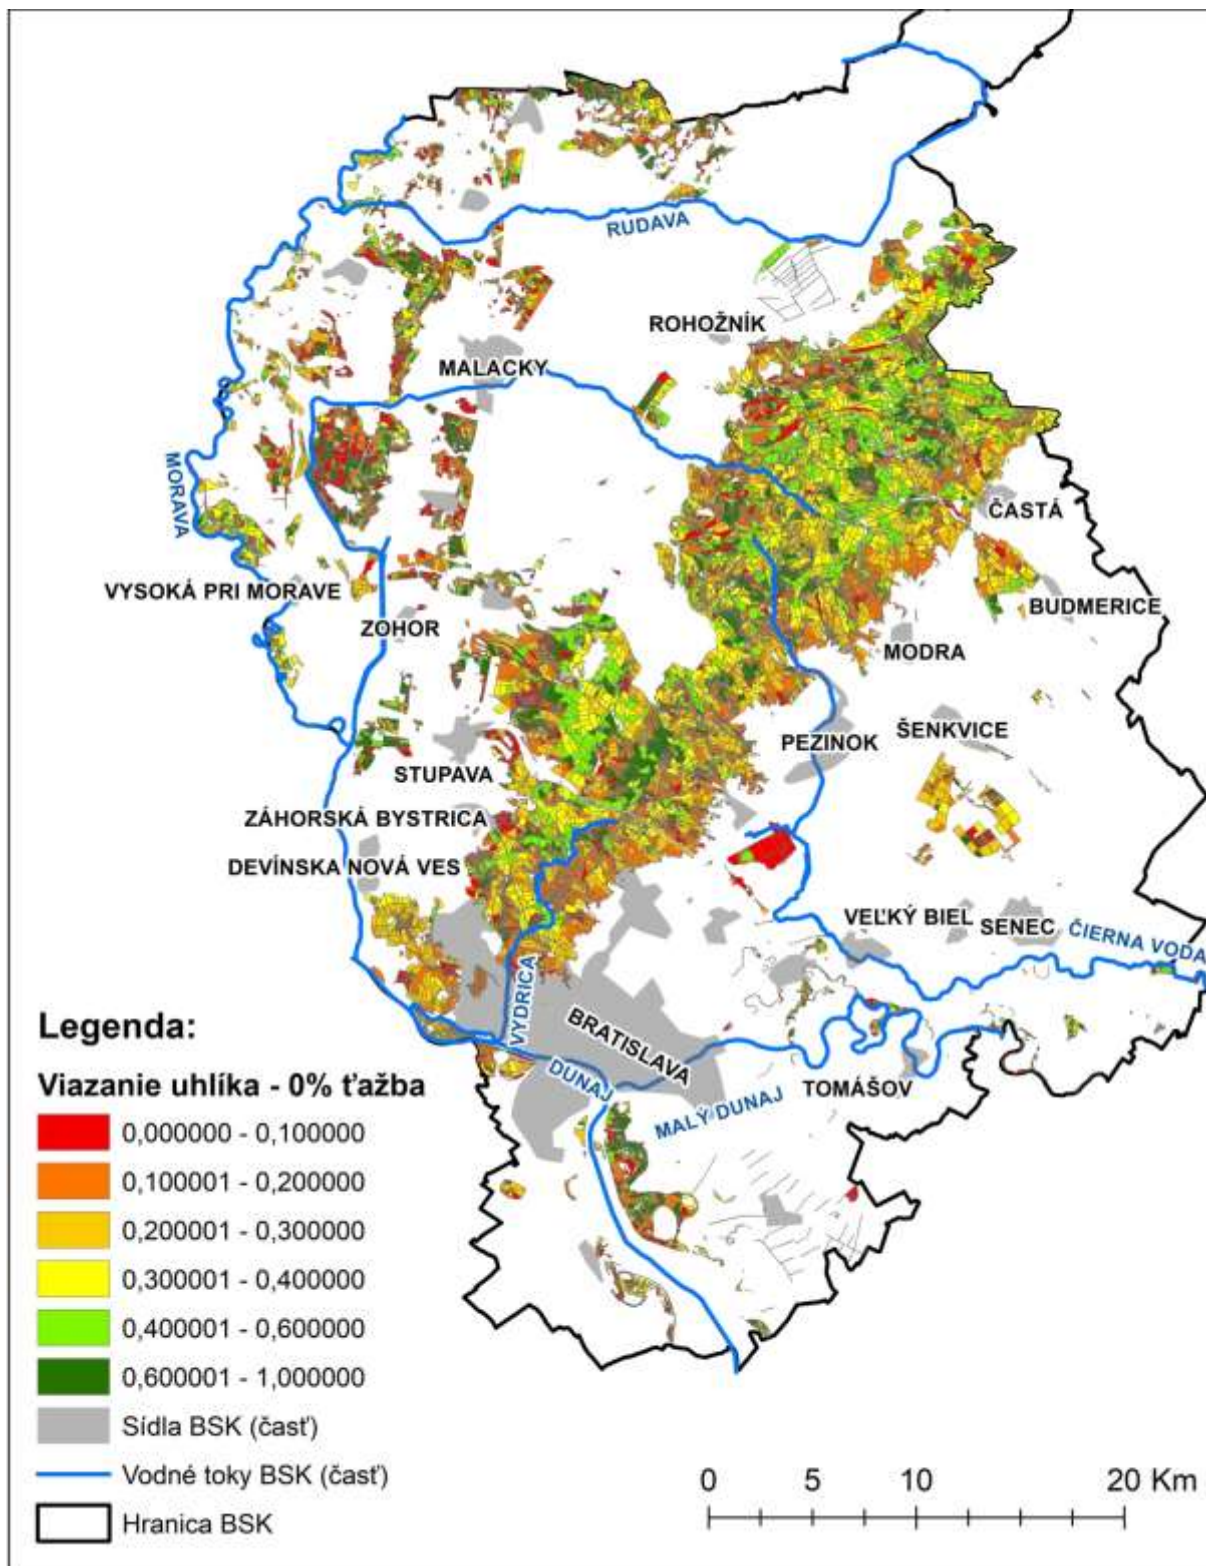 RUDAVA
ROHOŽNÍK
MALACKY
MORAVA
ČASTÁ
VYSOKÁ PRI MORAVE
BUDMERICE
ZOHOR
MODRA
ŠENKVICE
PEZINOK
STUPAVA
ZÁHORSKÁ BYSTRICA
DEVÍNSKA NOVÁ VES
VEĽKÝ BIEL
SENEC
ČIERNA VODA
VYDRICA
BRATISLAVA
DUNAJ
TOMÁŠOV
MALÝ DUNAJ
Legenda:
Viazanie uhlíka - 0% ťažba
0,000000 - 0,100000
0,100001 - 0,200000
0,200001 - 0,300000
0,300001 - 0,400000
0,400001 - 0,600000
0,600001 - 1,000000
Sídla BSK (časť)
Vodné toky BSK (časť)
Hranica BSK
0 5 10 20 Km